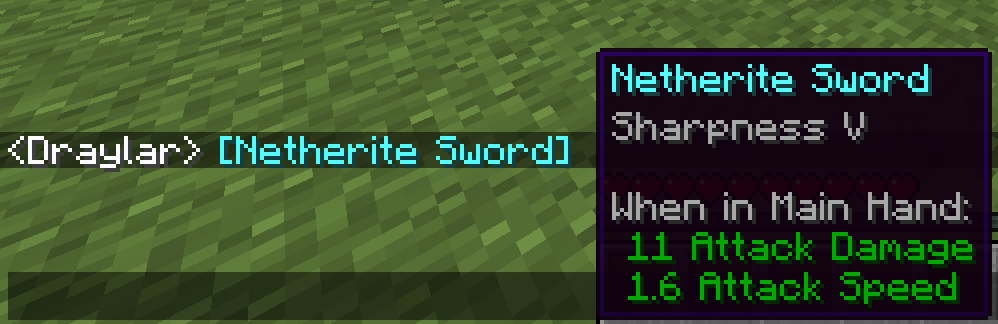 <Draylar> [Netherite Sword]
Netherite Sword
Sharpness V
When in Main Hand:
11 Attack Damage
1.6 Attack Speed